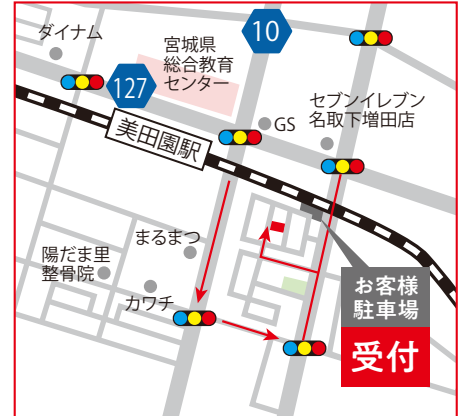 ダイナム
宮城県
総合教育
センター
10
127
GS
セブンイレブン
名取下増田店
美田園駅
まるまつ
陽だま里
整骨院
カワチ
お客様
駐車場
受付